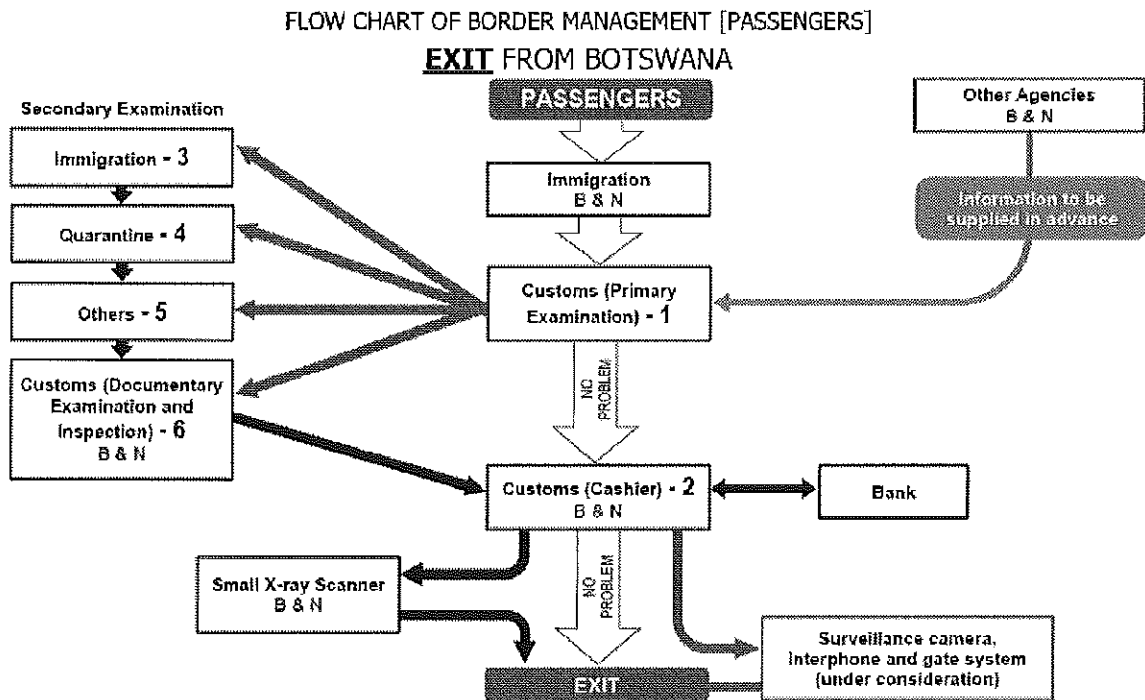 FLOW CHART OF BORDER MANAGEMENT [PASSENGERS]
EXIT FROM BOTSWANA
PASSENGERS
Other Agencies
B & N
Secondary Examination
Immigration - 3
Immigration
B & N
Information to be
supplied in advance
Quarantine - 4
Customs (Primary
Examination) - 1
Others - 5
NO
PROBLEM
Customs (Documentary
Examination and
Inspection) - 6
B & N
Customs (Cashier) - 2
B & N
Bank
NO
PROBLEM
Small X-ray Scanner
B & N
Surveillance camera,
Interphone and gate system
(under consideration)
EXIT